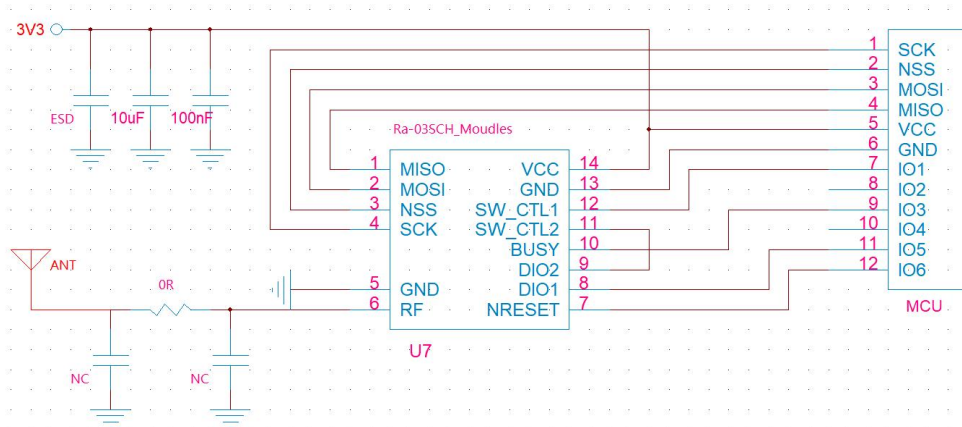 3V3
ESD
10uF
100nF
Ra-03SCH_Moudles
1 MISO
2 MOSI
3 NSS
4 SCK
5 GND
6 RF
VCC 14
GND 13
SW_CTL1 12
SW_CTL2 11
BUSY 10
DIO2 9
DIO1 8
NRESET 7
U7
1 SCK
2 NSS
3 MOSI
4 MISO
5 VCC
6 GND
7 IO1
8 IO2
9 IO3
10 IO4
11 IO5
12 IO6
MCU
ANT
0R
NC
NC